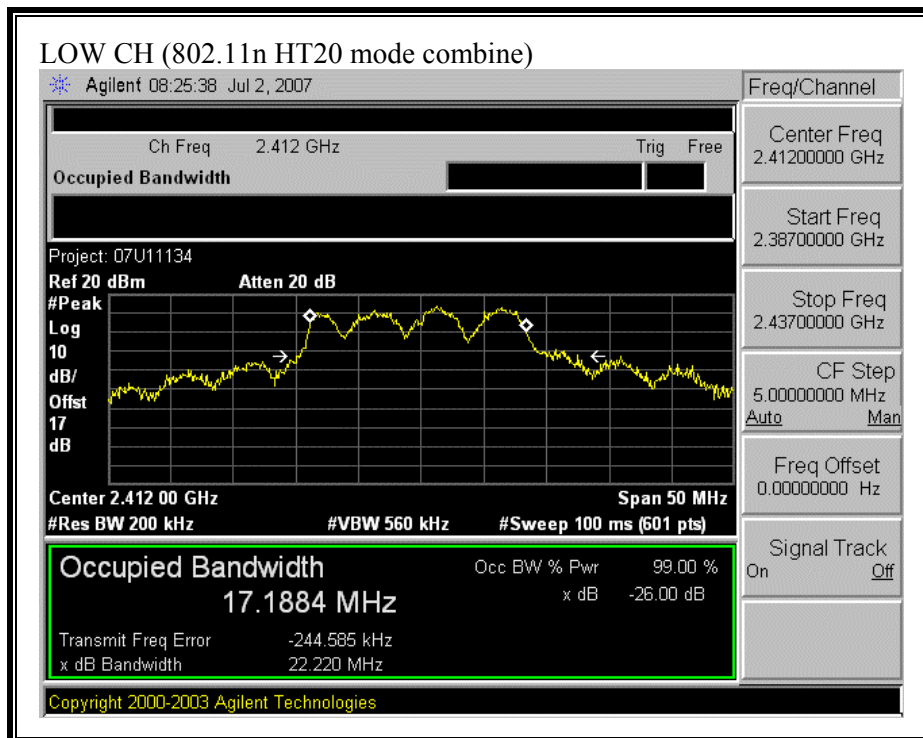 LOW CH (802.11n HT20 mode combine)
Agilent 08:25:38 Jul 2, 2007
Freq/Channel
Ch Freq 2.412 GHz Trig Free
Occupied Bandwidth
Center Freq
2.41200000 GHz
Start Freq
2.38700000 GHz
Stop Freq
2.43700000 GHz
CF Step
5.00000000 MHz
Auto Man
Freq Offset
0.00000000 Hz
Signal Track
On Off
Project: 07U11134
Ref 20 dBm Atten 20 dB
#Peak
Log
10
dB/
Offst
17
dB
Center 2.412 00 GHz Span 50 MHz
#Res BW 200 kHz #VBW 560 kHz #Sweep 100 ms (601 pts)
Occupied Bandwidth Occ BW % Pwr 99.00 %
17.1884 MHz x dB -26.00 dB
Transmit Freq Error -244.585 kHz
x dB Bandwidth 22.220 MHz
Copyright 2000-2003 Agilent Technologies